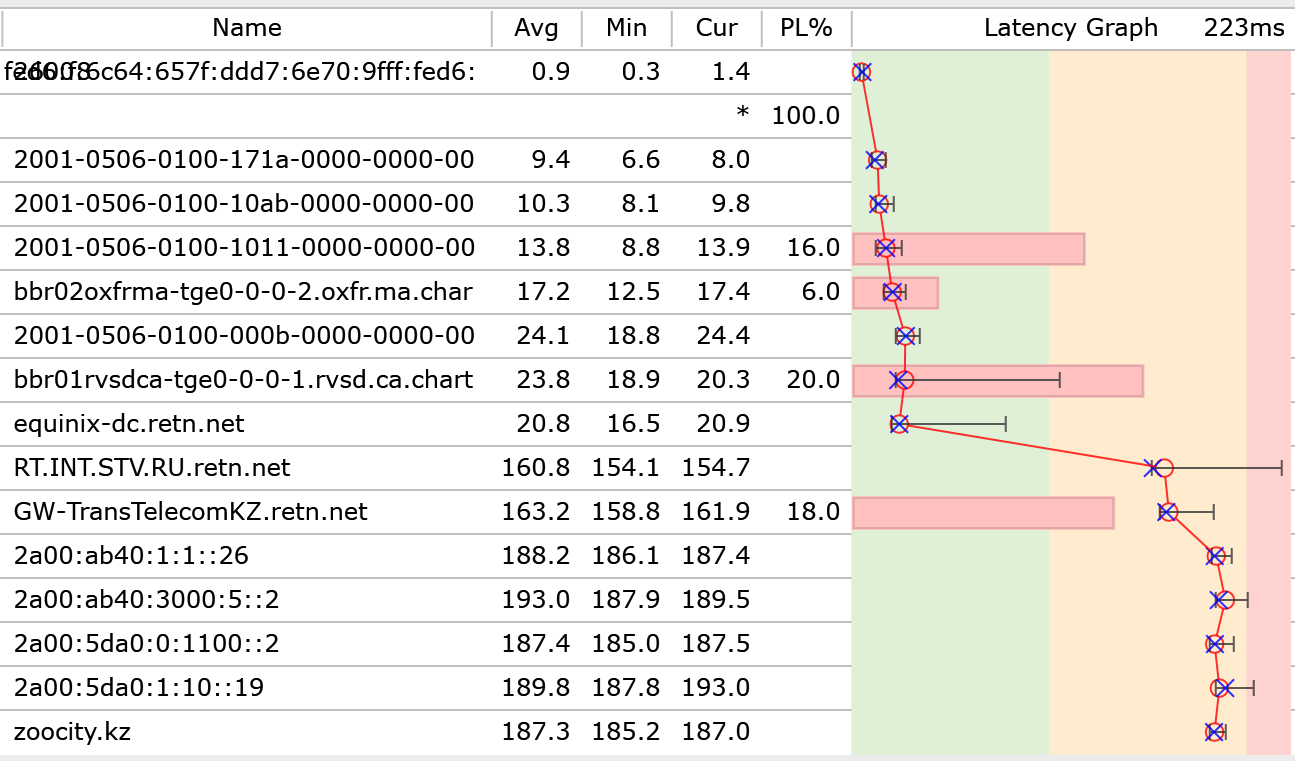 Name Avg Min Cur PL% Latency Graph 223ms
6c64:657f:ddd7:6e70:9fff:fed6: 0.9 0.3 1.4
* 100.0
2001-0506-0100-171a-0000-0000-00 9.4 6.6 8.0
2001-0506-0100-10ab-0000-0000-00 10.3 8.1 9.8
2001-0506-0100-1011-0000-0000-00 13.8 8.8 13.9 16.0
bbr02oxfrma-tge0-0-0-2.oxfr.ma.char 17.2 12.5 17.4 6.0
2001-0506-0100-000b-0000-0000-00 24.1 18.8 24.4
bbr01rvsdca-tge0-0-0-1.rvsd.ca.chart 23.8 18.9 20.3 20.0
equinix-dc.retn.net 20.8 16.5 20.9
RT.INT.STV.RU.retn.net 160.8 154.1 154.7
GW-TransTelecomKZ.retn.net 163.2 158.8 161.9 18.0
2a00:ab40:1:1::26 188.2 186.1 187.4
2a00:ab40:3000:5::2 193.0 187.9 189.5
2a00:5da0:0:1100::2 187.4 185.0 187.5
2a00:5da0:1:10::19 189.8 187.8 193.0
zoocity.kz 187.3 185.2 187.0